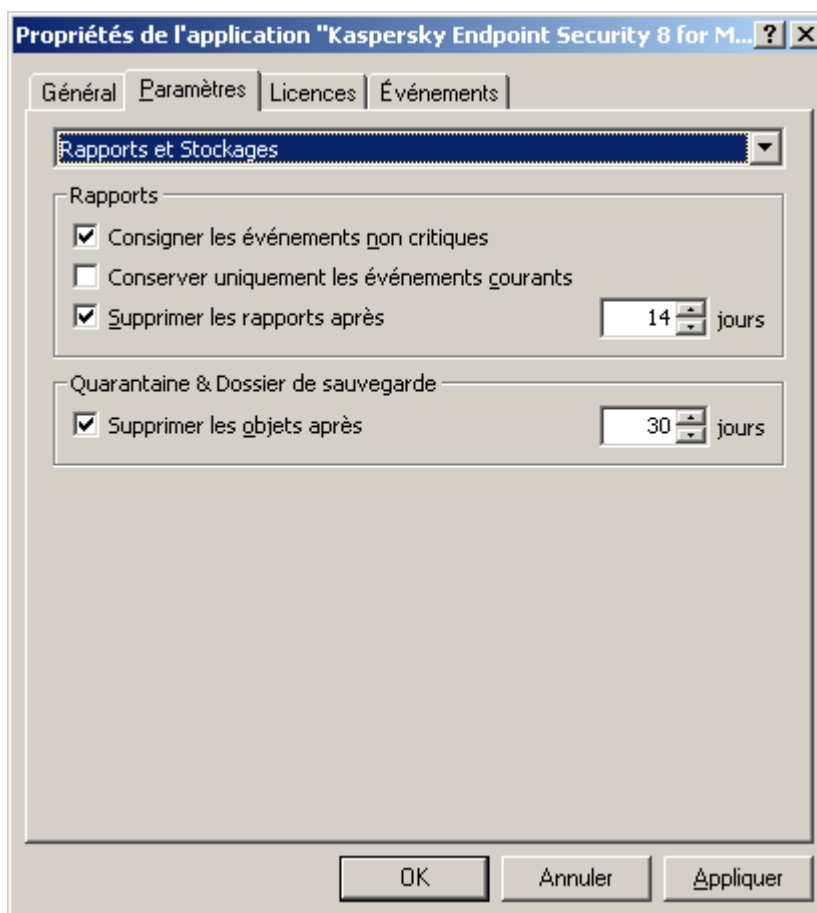 Propriétés de l'application "Kaspersky Endpoint Security 8 for M...
Général Paramètres Licences Événements
Rapports et Stockages
Rapports
Consigner les événements non critiques
Conserver uniquement les événements courants
Supprimer les rapports après 14 jours
Quarantaine & Dossier de sauvegarde
Supprimer les objets après 30 jours
OK Annuler Appliquer